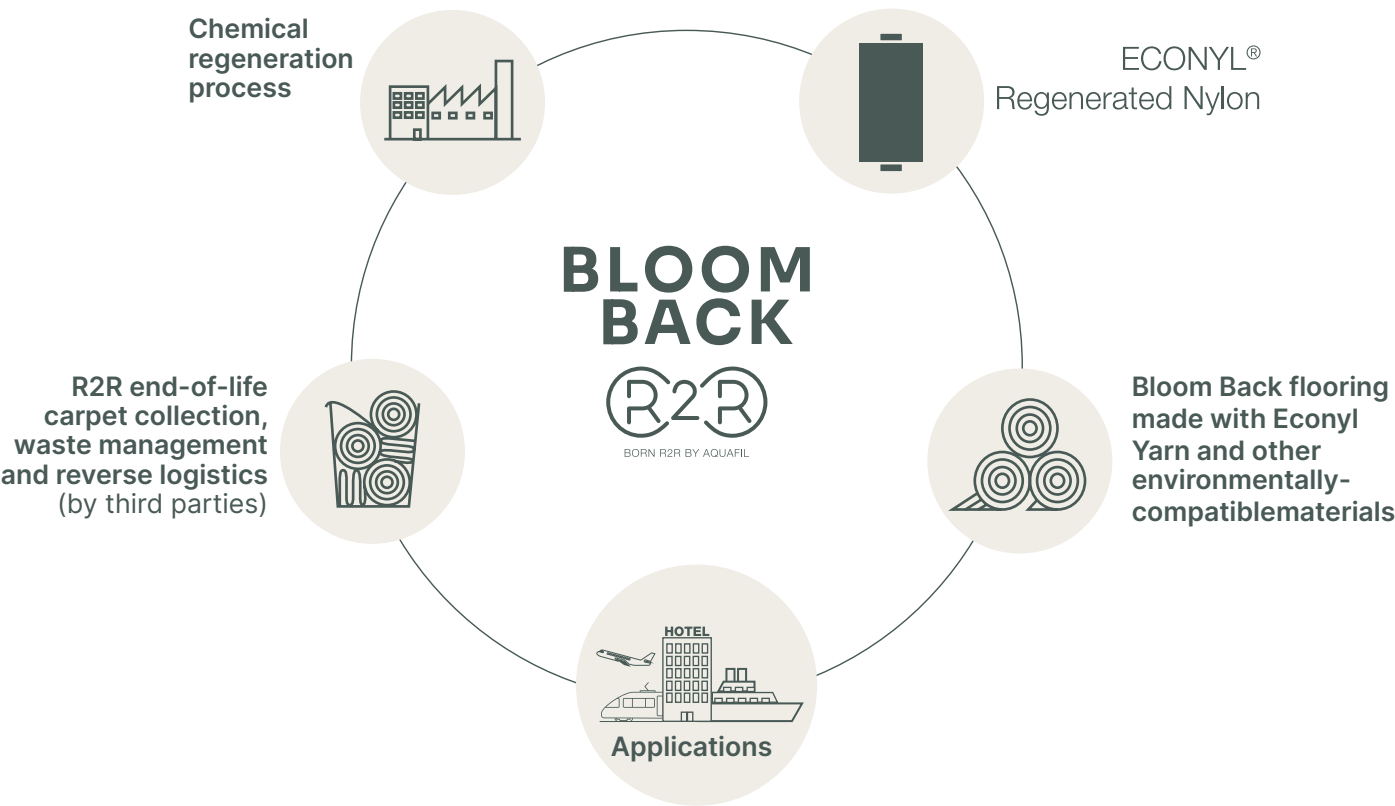 Chemical
regeneration
process
ECONYL®
Regenerated Nylon
BLOOM
BACK
R2R
BORN R2R BY AQUAFIL
R2R end-of-life
carpet collection,
waste management
and reverse logistics
(by third parties)
Bloom Back flooring
made with Econyl
Yarn and other
environmentally-
compatiblematerials
HOTEL
Applications